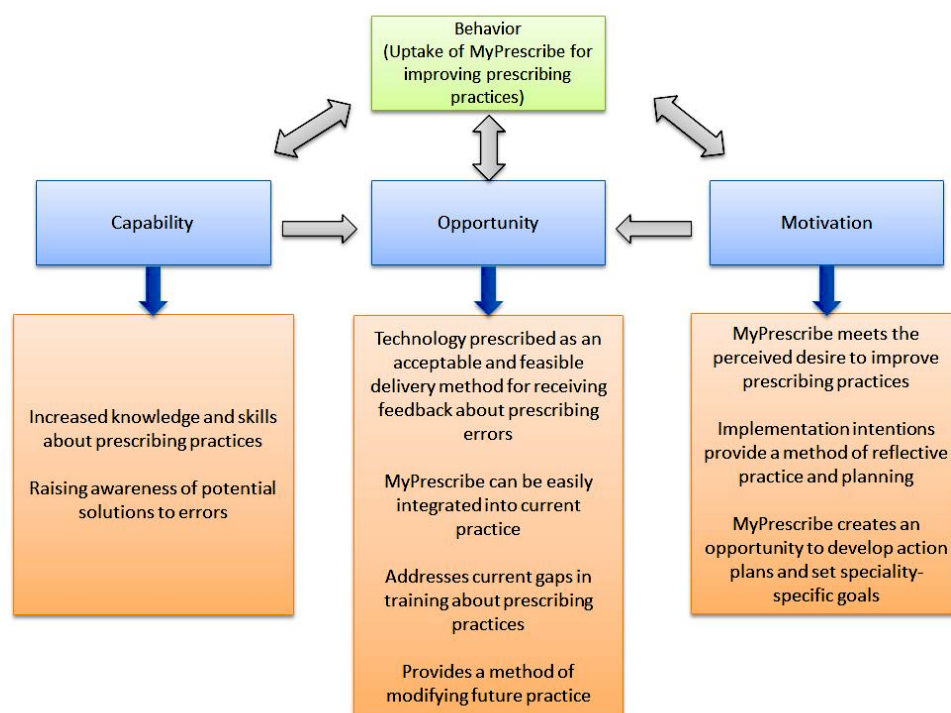 Behavior
(Uptake of MyPrescribe for
improving prescribing
practices)
Capability
Opportunity
Motivation
Increased knowledge and skills
about prescribing practices
Raising awareness of potential
solutions to errors
Technology prescribed as an
acceptable and feasible
delivery method for receiving
feedback about prescribing
errors
MyPrescribe can be easily
integrated into current
practice
Addresses current gaps in
training about prescribing
practices
Provides a method of
modifying future practice
MyPrescribe meets the
perceived desire to improve
prescribing practices
Implementation intentions
provide a method of reflective
practice and planning
MyPrescribe creates an
opportunity to develop action
plans and set speciality-
specific goals